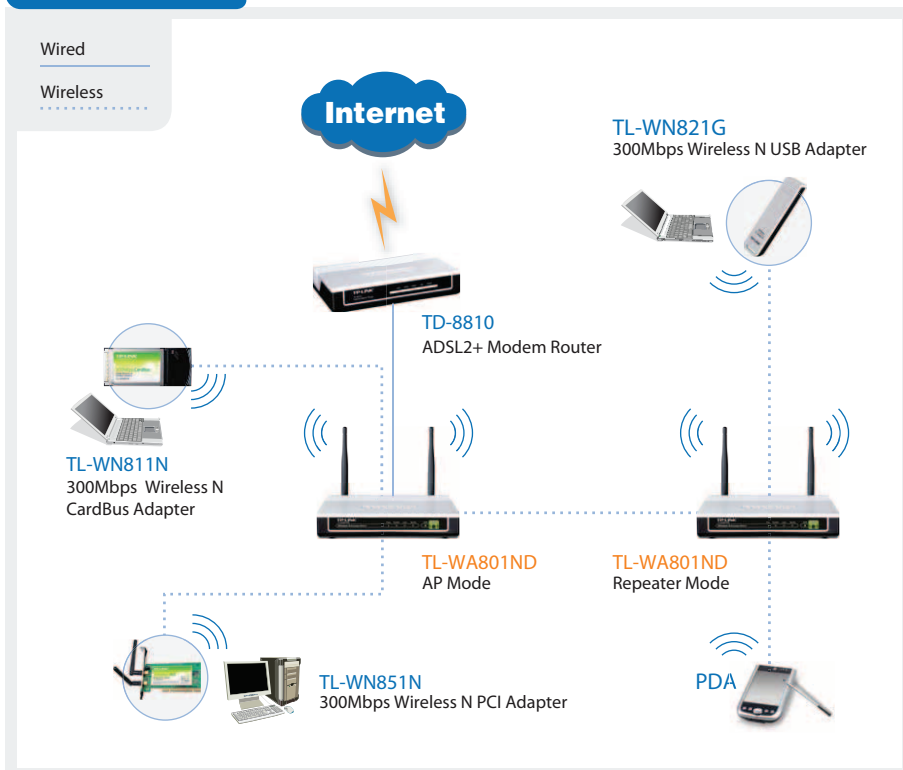 Wired
Wireless
Internet
TL-WN821G
300Mbps Wireless N USB Adapter
TD-8810
ADSL2+ Modem Router
TL-WN811N
300Mbps Wireless N
CardBus Adapter
TL-WA801ND
AP Mode
TL-WA801ND
Repeater Mode
TL-WN851N
300Mbps Wireless N PCI Adapter
PDA